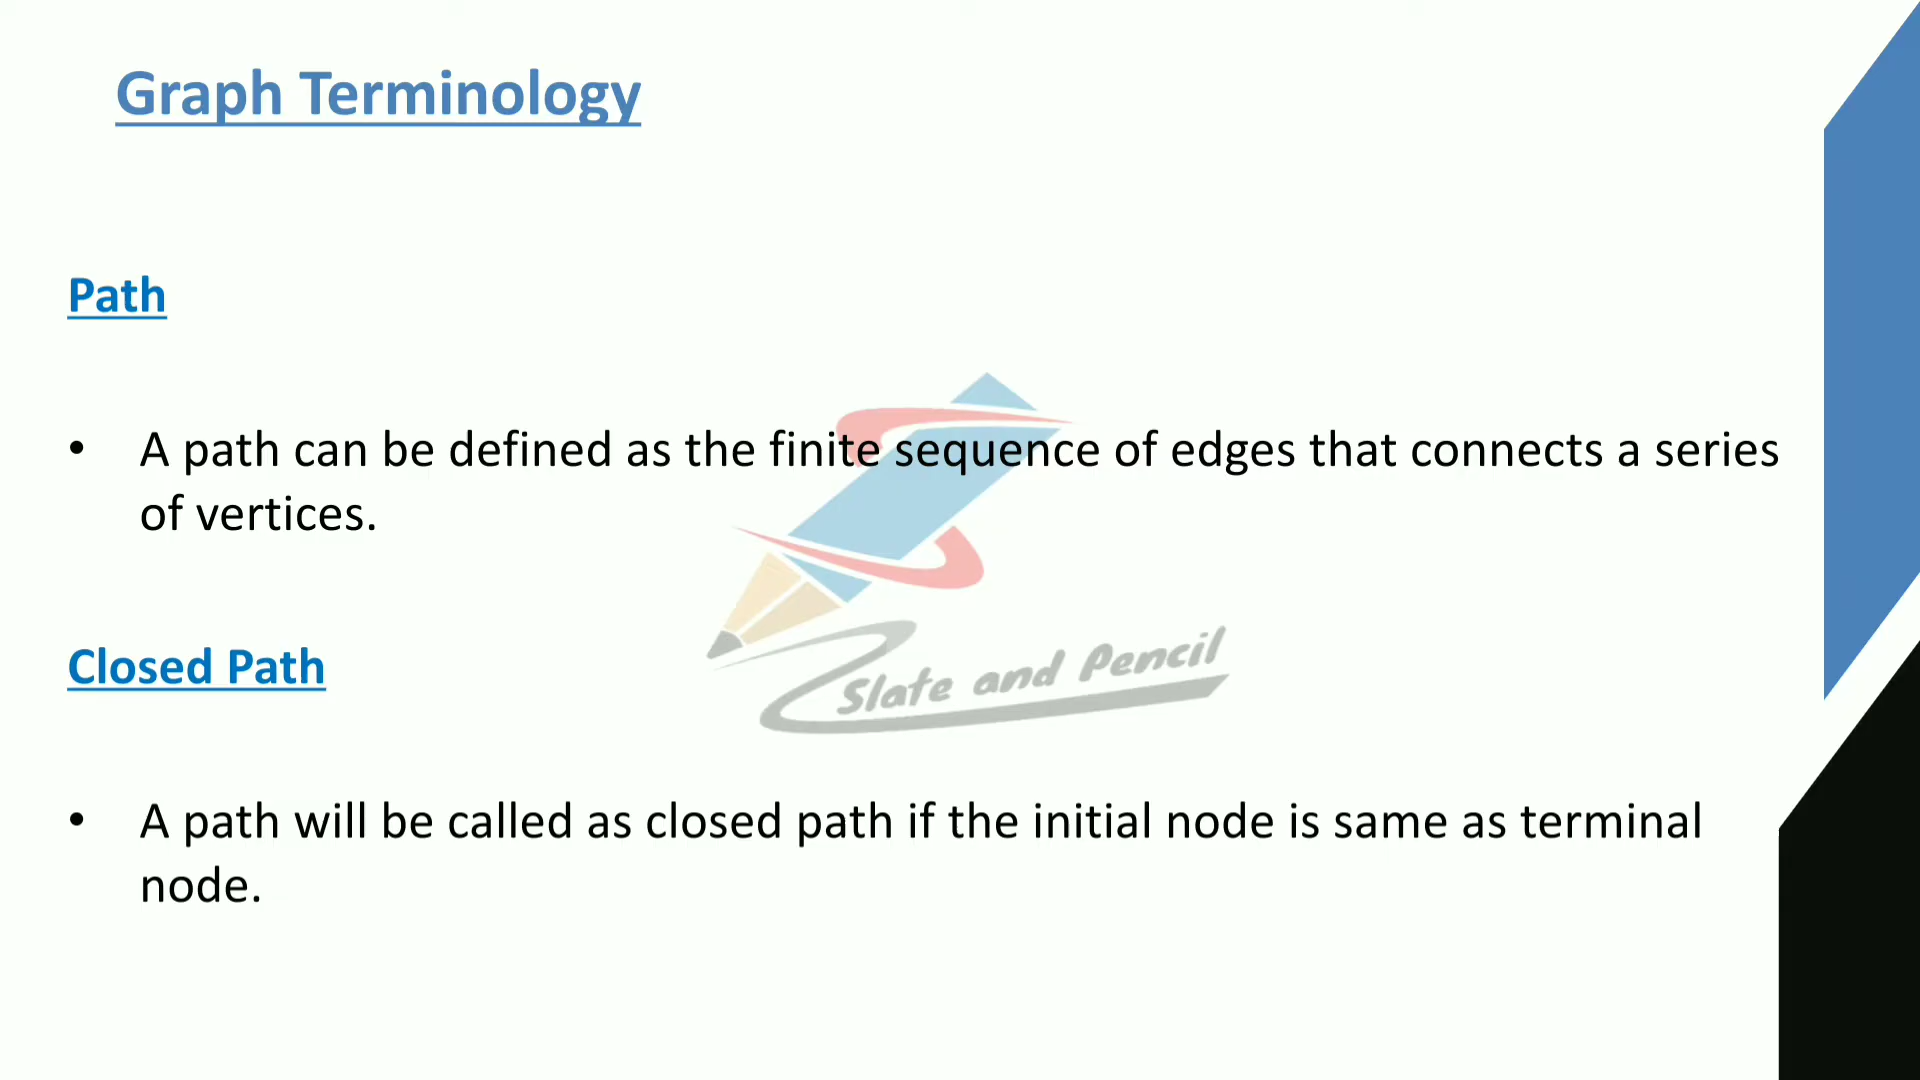 Graph Terminology
Path
• A path can be defined as the finite sequence of edges that connects a series
of vertices.
Slate and Pencil
Closed Path
• A path will be called as closed path if the initial node is same as terminal
node.